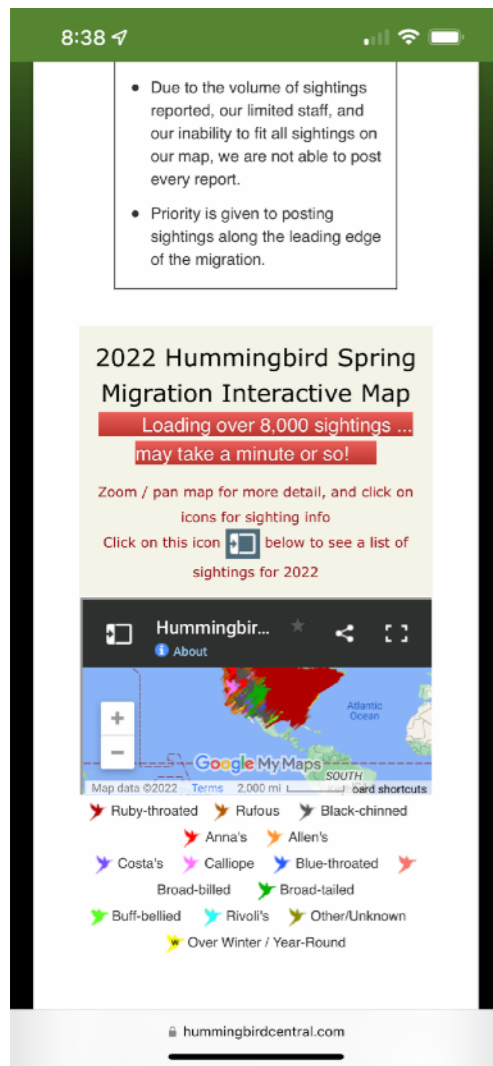 8:38
Due to the volume of sightings
reported, our limited staff, and
our inability to fit all sightings on
our map, we are not able to post
every report.
Priority is given to posting
sightings along the leading edge
of the migration.
2022 Hummingbird Spring
Migration Interactive Map
Loading over 8,000 sightings ...
may take a minute or so!
Zoom / pan map for more detail, and click on
icons for sighting info
Click on this icon below to see a list of
sightings for 2022
Hummingbir...
About
Atlantic
Ocean
Google My Maps
SOUTH
Map data ©2022 Terms 2,000 mi oard shortcuts
Ruby-throated Rufous Black-chinned
Anna's Allen's
Costa's Calliope Blue-throated
Broad-billed Broad-tailed
Buff-bellied Rivoli's Other/Unknown
W Over Winter / Year-Round
hummingbirdcentral.com